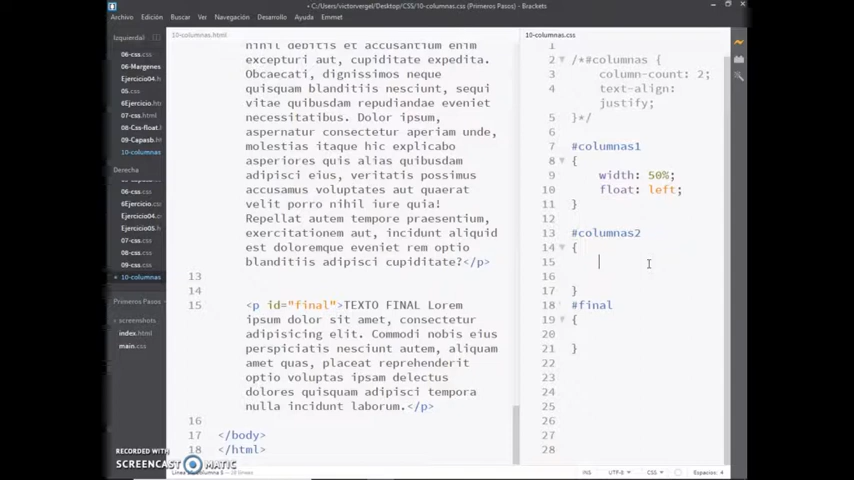 • C:/Users/victorvergel/Desktop/CSS/10-columnas.css (Primeros Pasos) - Brackets
Archivo Edición Buscar Ver Navegación Desarrollo Ayuda Emmet
Izquierda
06-css.css
06-Margenes
Ejercicio04.h
05.css
6Ejercicio.h
07-css.html
08-Css-float.
09-Capasb.h
10-columnas
Derecha
06-css.css
Ejercicio.css
Ejercicio04.c
Ejercicio05.c
07-css.css
08-css.css
09-css.css
• 10-columnas
Primeros Pasos
screenshots
index.html
main.css
10-columnas.html
nihil debitis et accusantium enim
excepturi aut, cupiditate expedita.
Obcaecati, dignissimos neque
quisquam blanditiis nesciunt, sequi
vitae quibusdam repudiandae eveniet
necessitatibus. Dolor ipsum,
aspernatur consectetur aperiam unde,
molestias itaque hic explicabo
asperiores quis alias quibusdam
adipisci eius, veritatis possimus
accusamus voluptates aut quaerat
velit porro nihil iure quia!
Repellat autem tempore praesentium,
exercitationem aut, incidunt aliquid
est doloremque eveniet rem optio
blanditiis adipisci cupiditate?</p>
13
14
15 <p id="final">TEXTO FINAL Lorem
ipsum dolor sit amet, consectetur
adipisicing elit. Commodi nobis eius
perspiciatis nesciunt autem, aliquam
amet quas, placeat reprehenderit
optio voluptas ipsam delectus
dolores quisquam adipisci tempora
nulla incidunt laborum.</p>
16
17 </body>
18 </html>
10-columnas.css
1
2 /*#columnas {
3 column-count: 2;
4 text-align:
justify;
5 }*/
6
7 #columnas1
8 {
9 width: 50%;
10 float: left;
11 }
12
13 #columnas2
14 {
15
16
17 }
18 #final
19 {
20
21 }
22
23
24
25
26
27
28
INS UTF-8 CSS Espacios: 4
RECORDED WITH
SCREENCAST MATIC